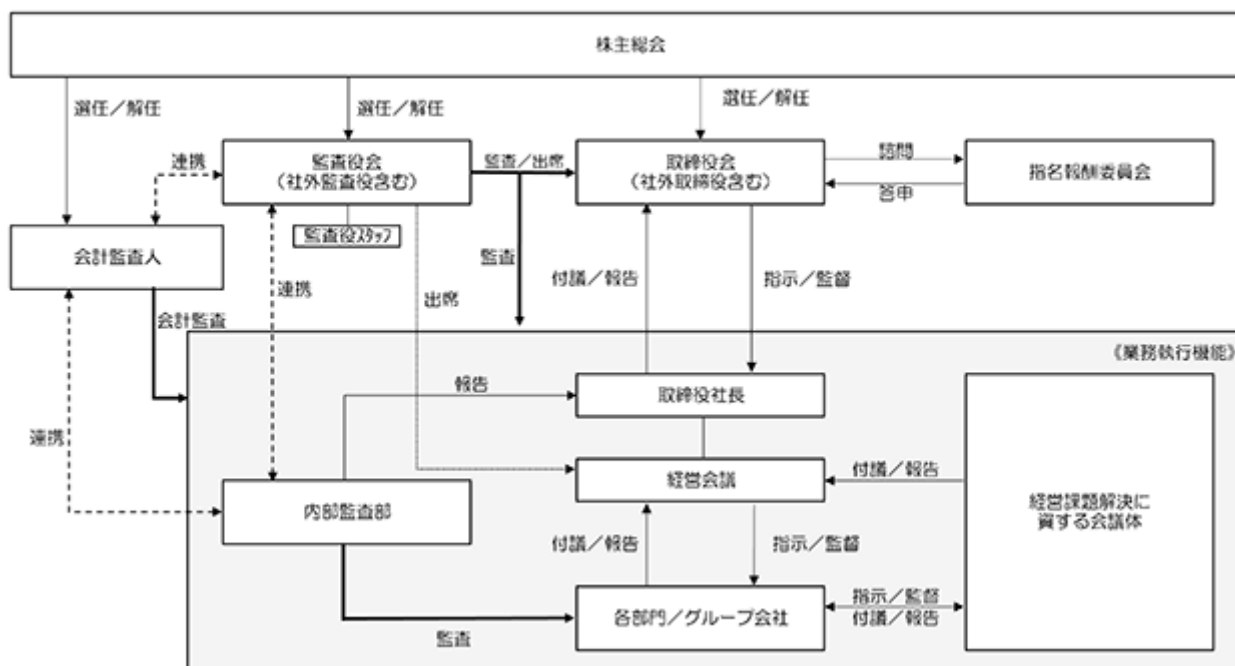 株主総会
選任／解任
選任／解任
選任／解任
連携
監査役会
（社外監査役含む）
監査／出席
取締役会
（社外取締役含む）
諮問
答申
指名報酬委員会
監査役スタッフ
会計監査人
監査
連携
出席
付議／報告
指示／監督
会計監査
《業務執行機能》
報告
取締役社長
連携
経営会議
付議／報告
内部監査部
経営課題解決に
資する会議体
付議／報告
指示／監督
各部門／グループ会社
指示／監督
付議／報告
監査